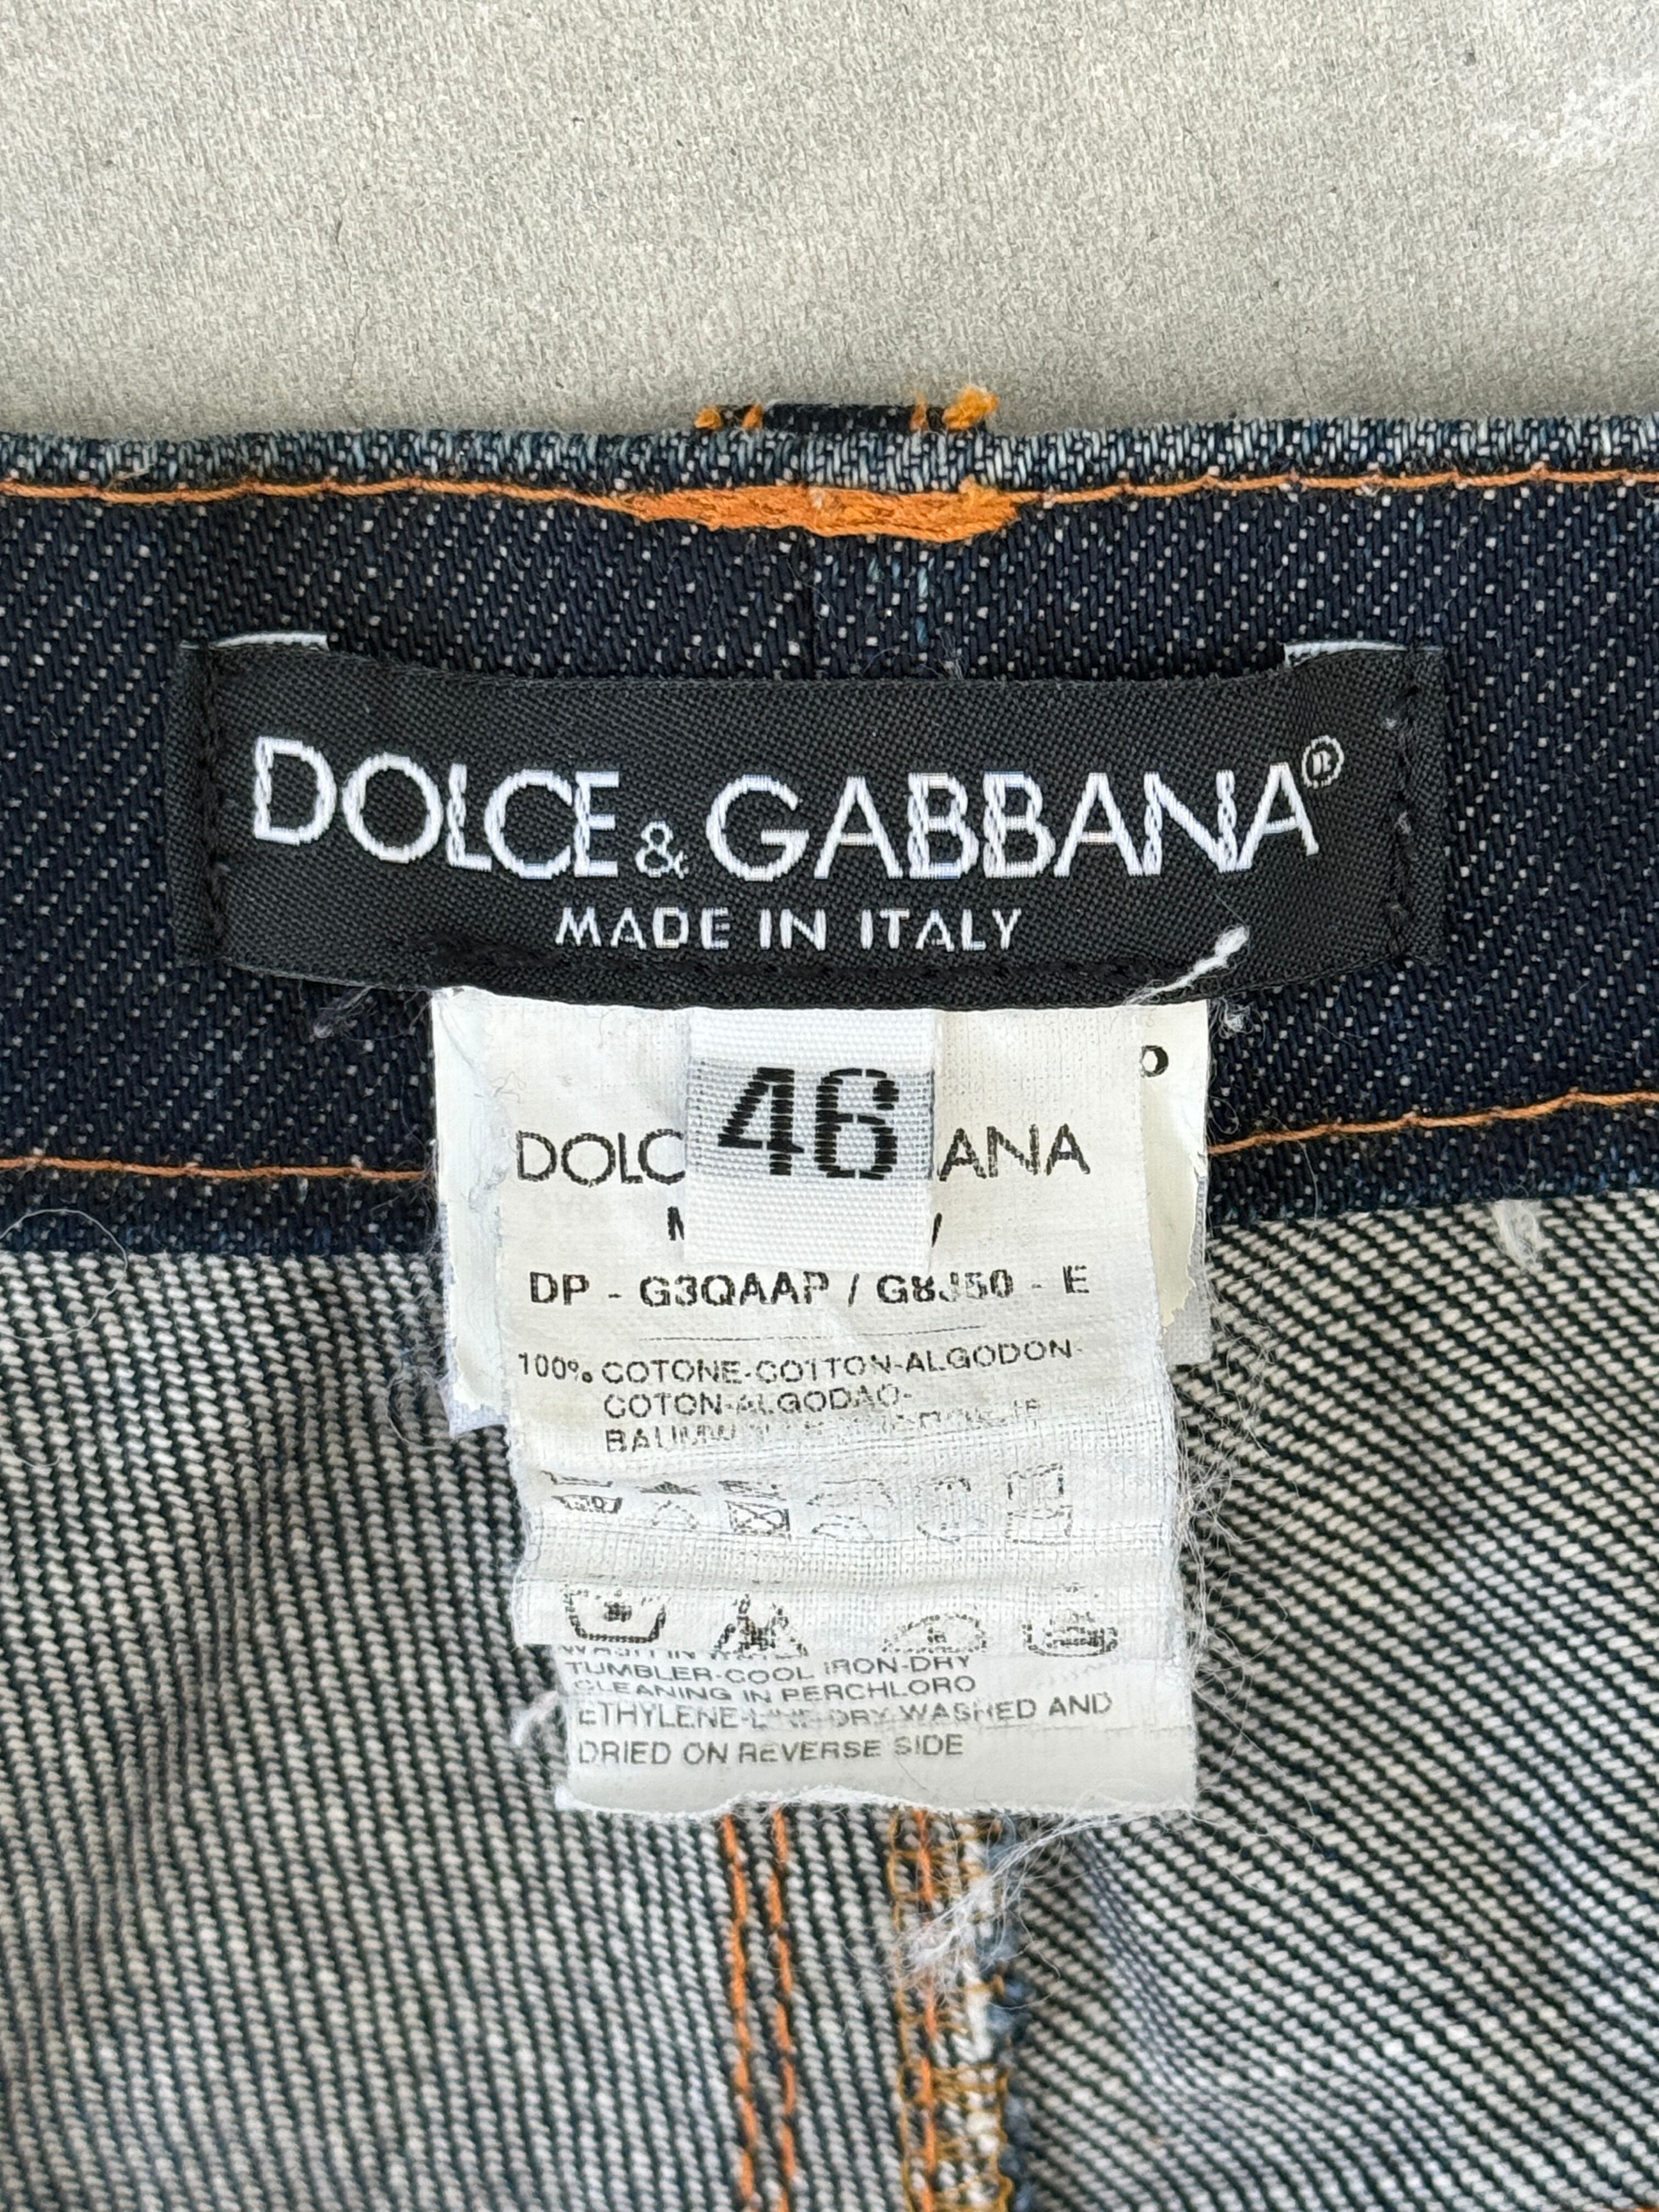 DOLCE & GABBANA®
MADE IN ITALY
46
DOLC ANA
DP - G3QAAP / G8J50 - E
100% COTONE-COTTON-ALGODON-
COTON-ALGODAO-
TUMBLER-COOL IRON-DRY
CLEANING IN PERCHLORO
ETHYLENE-LINE DRY WASHED AND
DRIED ON REVERSE SIDE